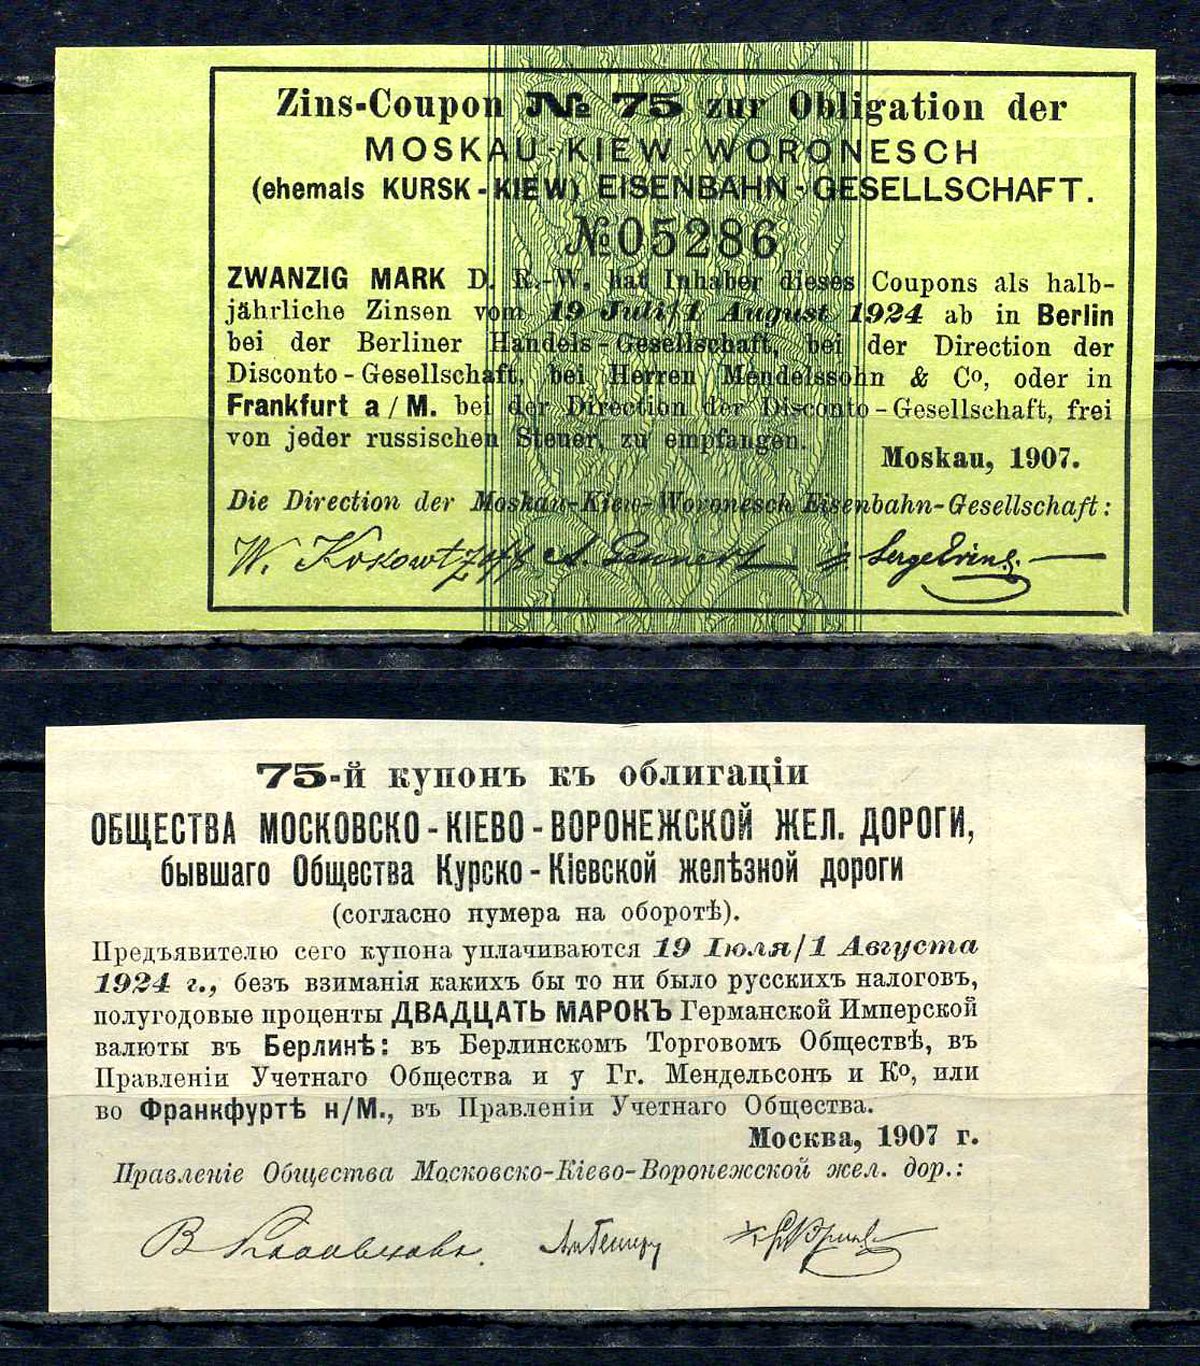 Zins-Coupon № 75 zur Obligation der
MOSKAU-KIEW-WORONESCH
(ehemals KURSK-KIEW) EISENBAHN-GESELLSCHAFT.
№05286
ZWANZIG MARK D. R.-W. hat Inhaber dieses Coupons als halb-
jährliche Zinsen vom 19 Juli/1 August 1924 ab in Berlin
bei der Berliner Handels-Gesellschaft, bei der Direction der
Disconto-Gesellschaft, bei Herren Mendelssohn & Cº, oder in
Frankfurt a/M. bei der Direction der Disconto-Gesellschaft, frei
von jeder russischen Steuer, zu empfangen.
Moskau, 1907.
Die Direction der Moskau-Kiew-Woronesch Eisenbahn-Gesellschaft:
W. Kokowtzoff A. Gennert
75-й купонъ къ облигаціи
ОБЩЕСТВА МОСКОВСКО-КІЕВО-ВОРОНЕЖСКОЙ ЖЕЛ. ДОРОГИ,
бывшаго Общества Курско-Кіевской желѣзной дороги
(согласно нумера на оборотѣ).
Предъявителю сего купона уплачиваются 19 Іюля/1 Августа
1924 г., безъ взиманія какихъ бы то ни было русскихъ налоговъ,
полугодовые проценты ДВАДЦАТЬ МАРОКЪ Германской Имперской
валюты въ Берлинѣ: въ Берлинскомъ Торговомъ Обществѣ, въ
Правленіи Учетнаго Общества и у Гг. Мендельсонъ и Кº, или
во Франкфуртѣ н/М., въ Правленіи Учетнаго Общества.
Москва, 1907 г.
Правленіе Общества Московско-Кіево-Воронежской жел. дор.: